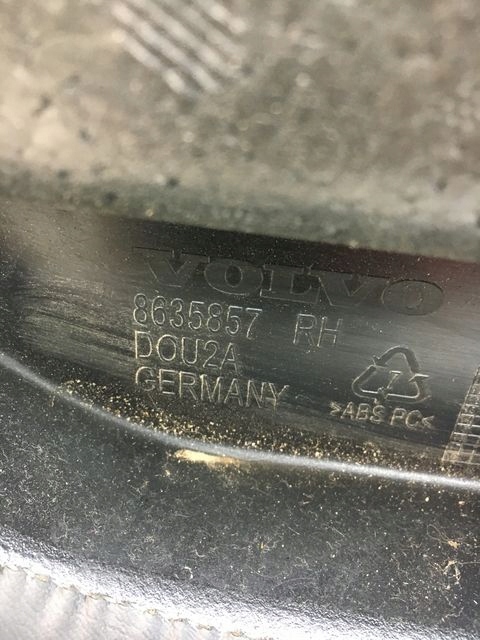 VOLVO
8635857 RH
DOU2A
GERMANY
>ABS PC<